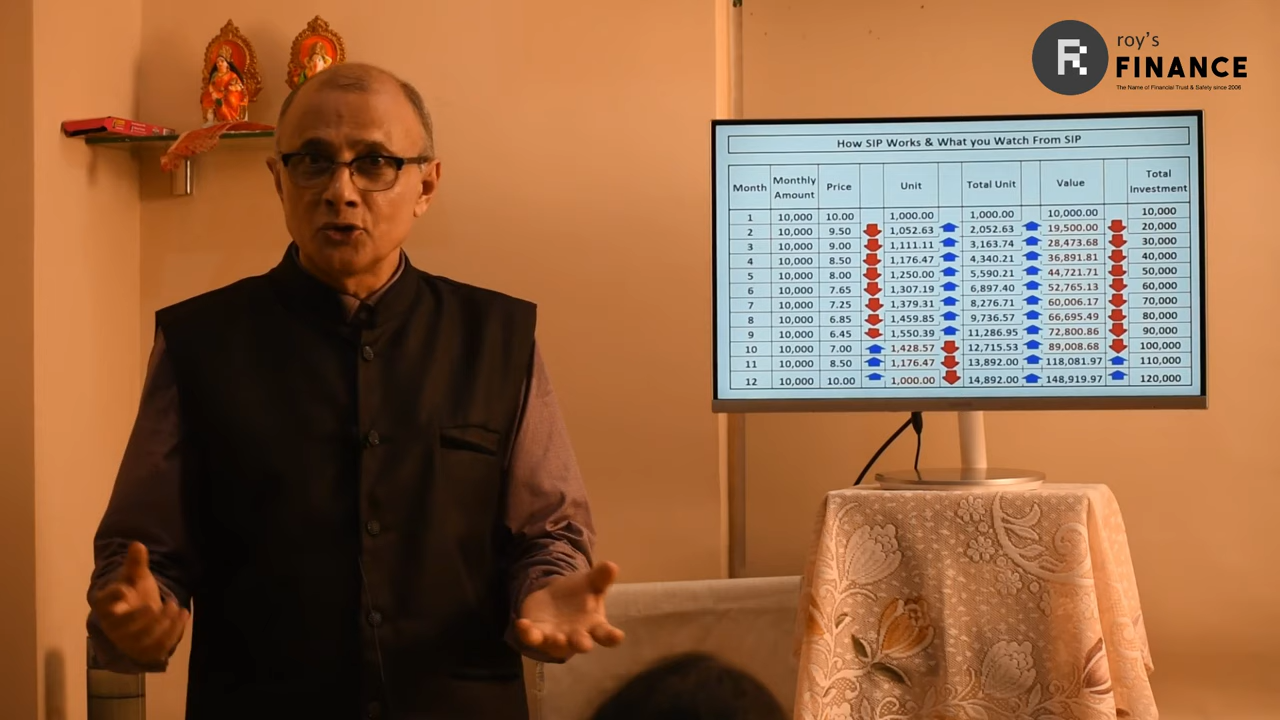 roy's
FINANCE
The Name of Financial Trust & Safety since 2006
How SIP Works & What you Watch From SIP
Month Monthly Amount Price Unit Total Unit Value Total Investment
1 10,000 10.00 1,000.00 1,000.00 10,000.00 10,000
2 10,000 9.50 1,052.63 2,052.63 19,500.00 20,000
3 10,000 9.00 1,111.11 3,163.74 28,473.68 30,000
4 10,000 8.50 1,176.47 4,340.21 36,891.81 40,000
5 10,000 8.00 1,250.00 5,590.21 44,721.71 50,000
6 10,000 7.65 1,307.19 6,897.40 52,765.13 60,000
7 10,000 7.25 1,379.31 8,276.71 60,006.17 70,000
8 10,000 6.85 1,459.85 9,736.57 66,695.49 80,000
9 10,000 6.45 1,550.39 11,286.95 72,800.86 90,000
10 10,000 7.00 1,428.57 12,715.53 89,008.68 100,000
11 10,000 8.50 1,176.47 13,892.00 118,081.97 110,000
12 10,000 10.00 1,000.00 14,892.00 148,919.97 120,000